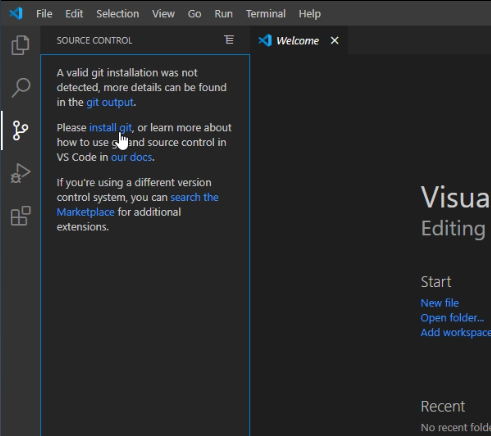 File Edit Selection View Go Run Terminal Help
SOURCE CONTROL
Welcome
A valid git installation was not
detected, more details can be found
in the git output.
Please install git, or learn more about
how to use git and source control in
VS Code in our docs.
If you're using a different version
control system, you can search the
Marketplace for additional
extensions.
Visua
Editing
Start
New file
Open folder...
Add workspace
Recent
No recent folde